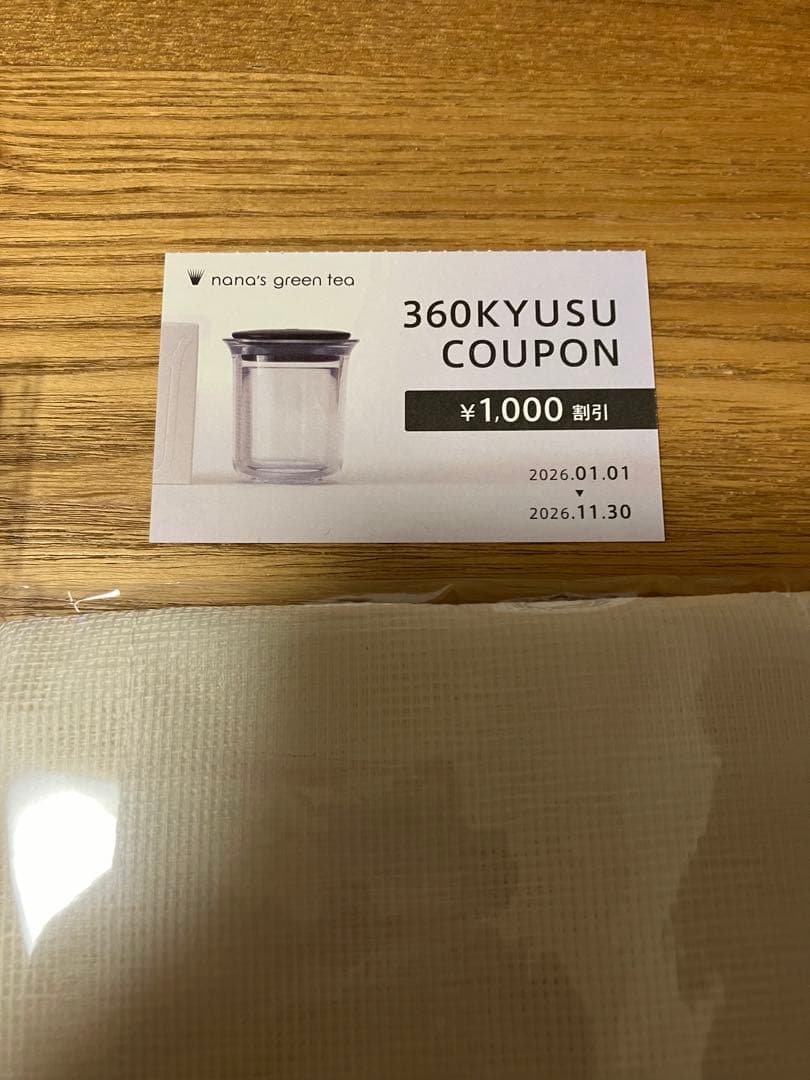 nana's green tea
360KYUSU
COUPON
¥1,000 割引
2026.01.01
▼
2026.11.30